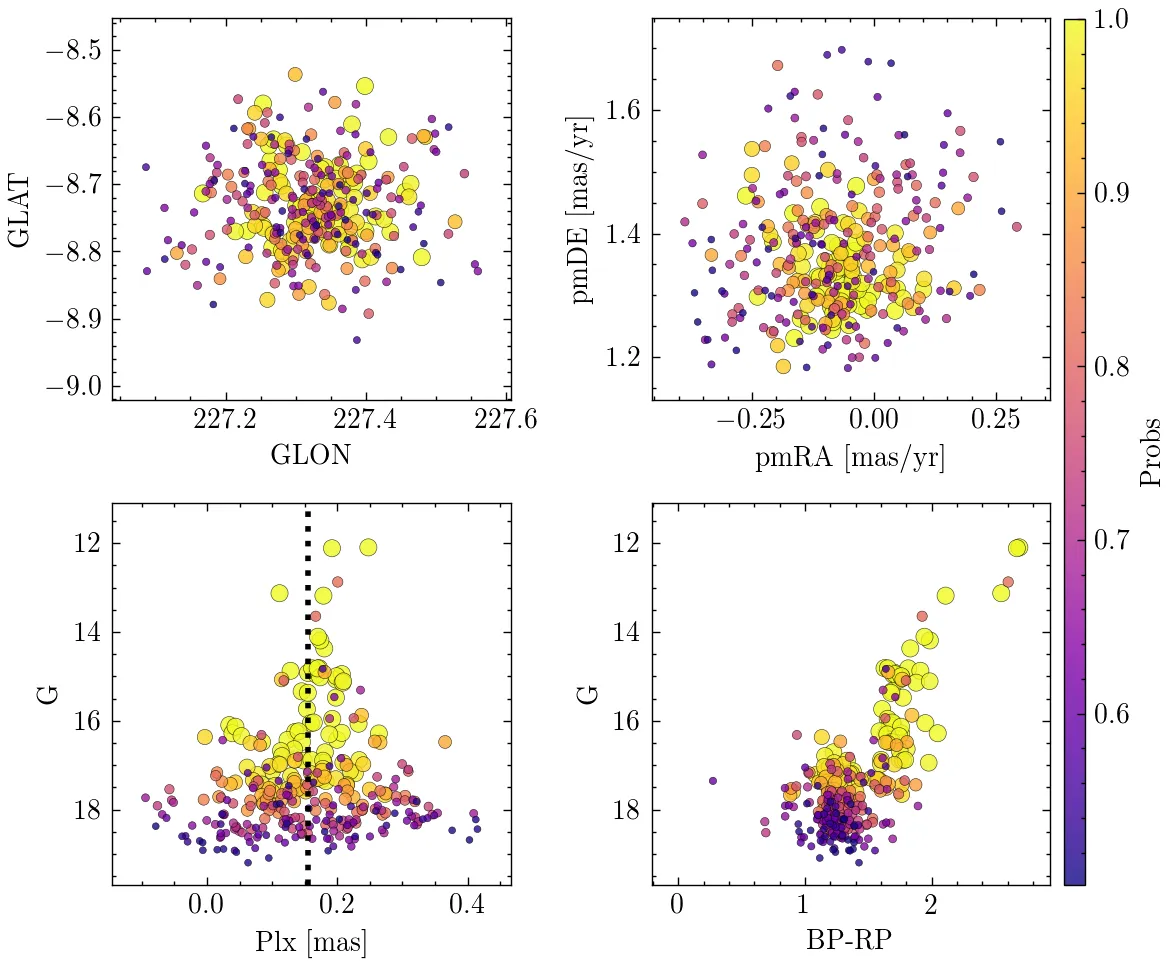 −8.5
−8.6
−8.7
−8.8
−8.9
−9.0
GLAT
227.2 227.4 227.6
GLON
1.6
1.4
1.2
pmDE [mas/yr]
−0.25 0.00 0.25
pmRA [mas/yr]
1.0
0.9
0.8
0.7
0.6
Probs
12
14
16
18
G
0.0 0.2 0.4
Plx [mas]
12
14
16
18
G
0 1 2
BP-RP